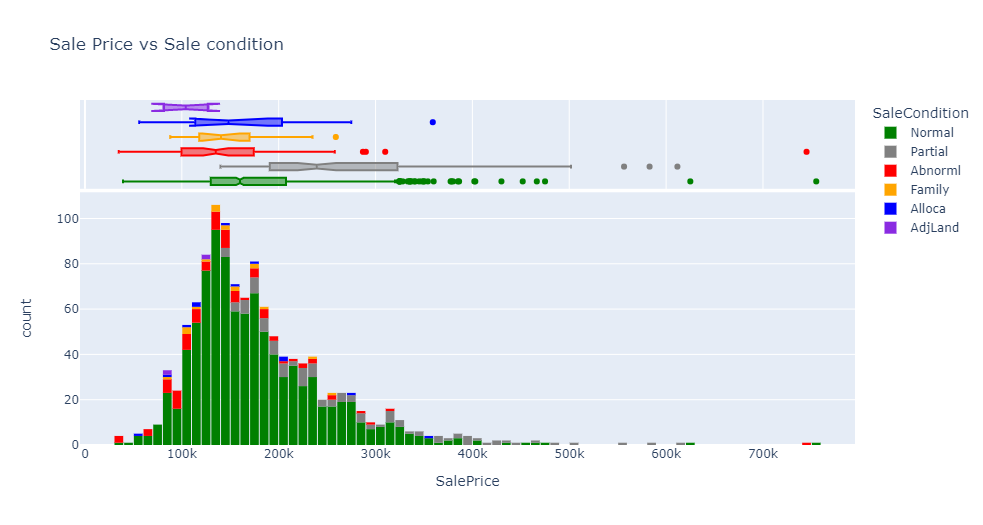 Sale Price vs Sale condition
SaleCondition
Normal
Partial
Abnorml
Family
Alloca
AdjLand
100
80
60
40
20
0
count
0 100k 200k 300k 400k 500k 600k 700k
SalePrice